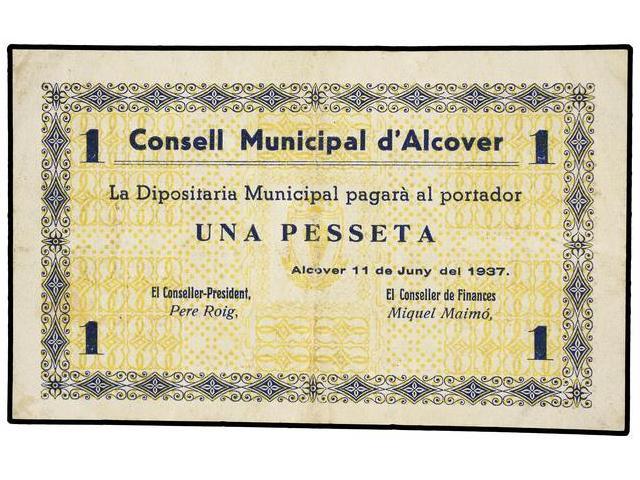 1 Consell Municipal d'Alcover 1
La Dipositaria Municipal pagarà al portador
UNA PESSETA
Alcover 11 de Juny del 1937.
El Conseller-President, El Conseller de Finances
Pere Roig, Miquel Maimó,
1 1